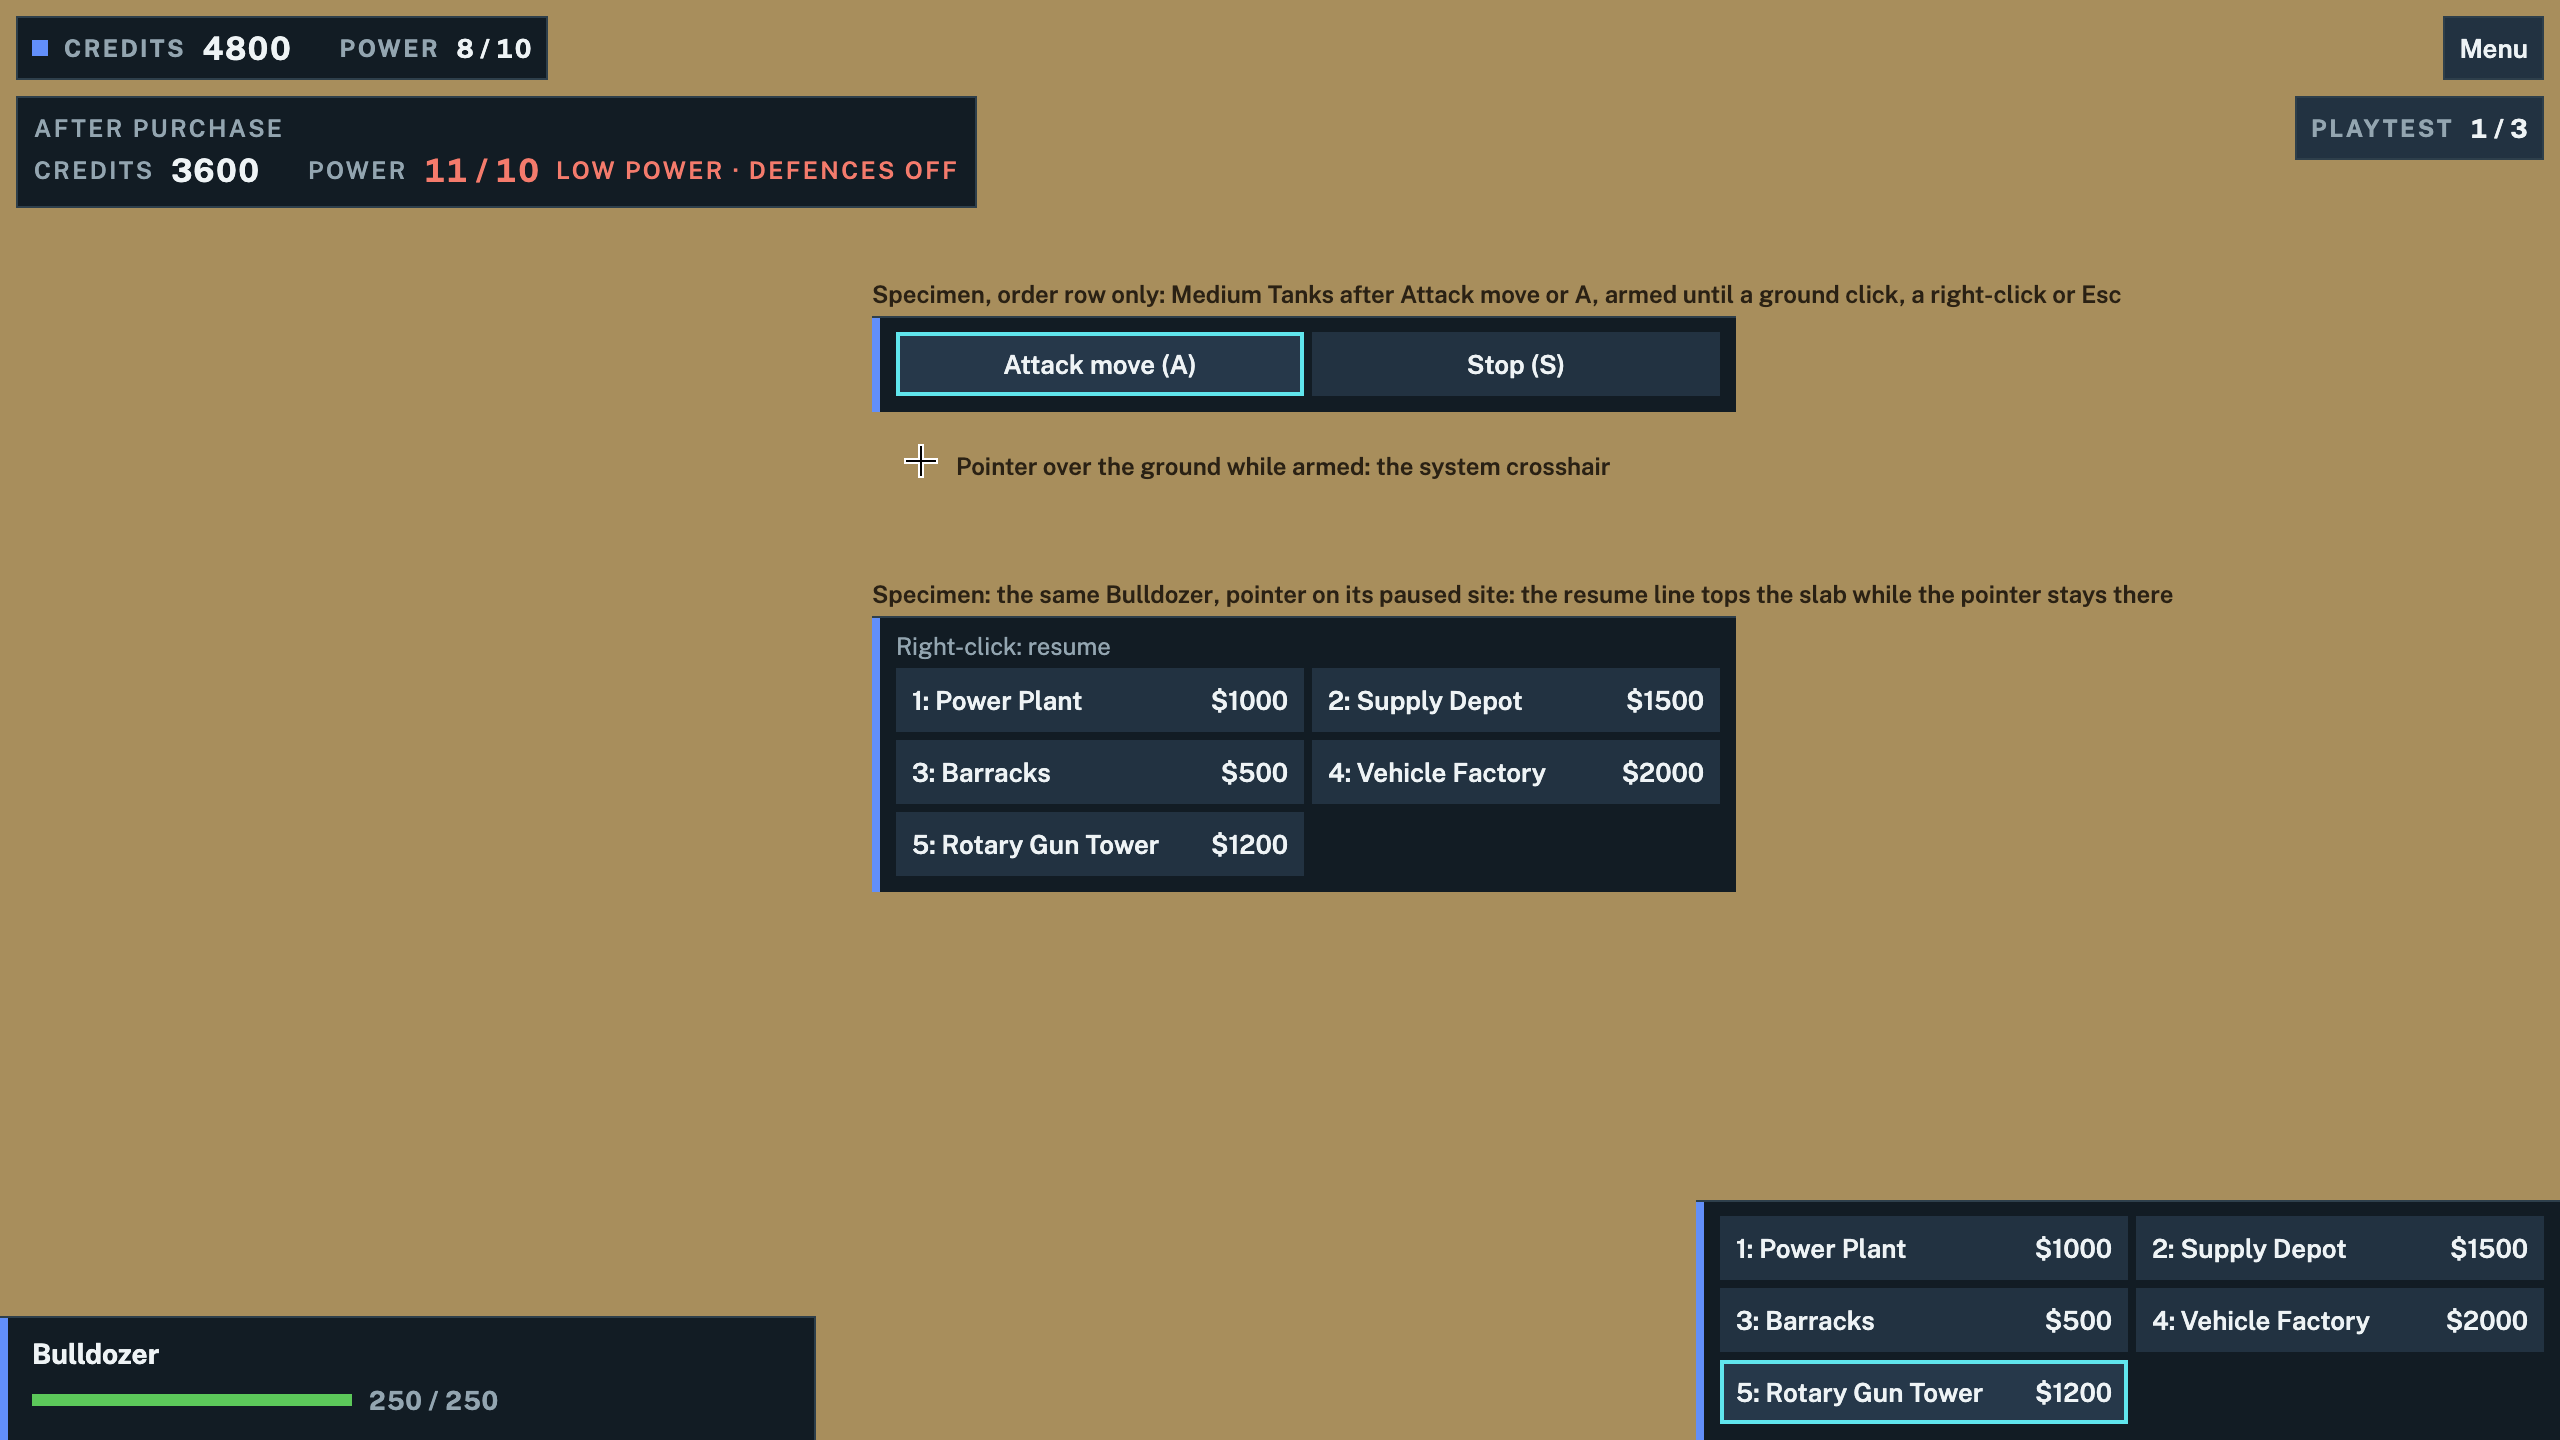 CREDITS 4800 POWER 8 / 10
Menu
AFTER PURCHASE
CREDITS 3600 POWER 11 / 10 LOW POWER · DEFENCES OFF
PLAYTEST 1 / 3
Specimen, order row only: Medium Tanks after Attack move or A, armed until a ground click, a right-click or Esc
Attack move (A) Stop (S)
Pointer over the ground while armed: the system crosshair
Specimen: the same Bulldozer, pointer on its paused site: the resume line tops the slab while the pointer stays there
Right-click: resume
1: Power Plant $1000 2: Supply Depot $1500
3: Barracks $500 4: Vehicle Factory $2000
5: Rotary Gun Tower $1200
Bulldozer
250 / 250
1: Power Plant $1000 2: Supply Depot $1500
3: Barracks $500 4: Vehicle Factory $2000
5: Rotary Gun Tower $1200